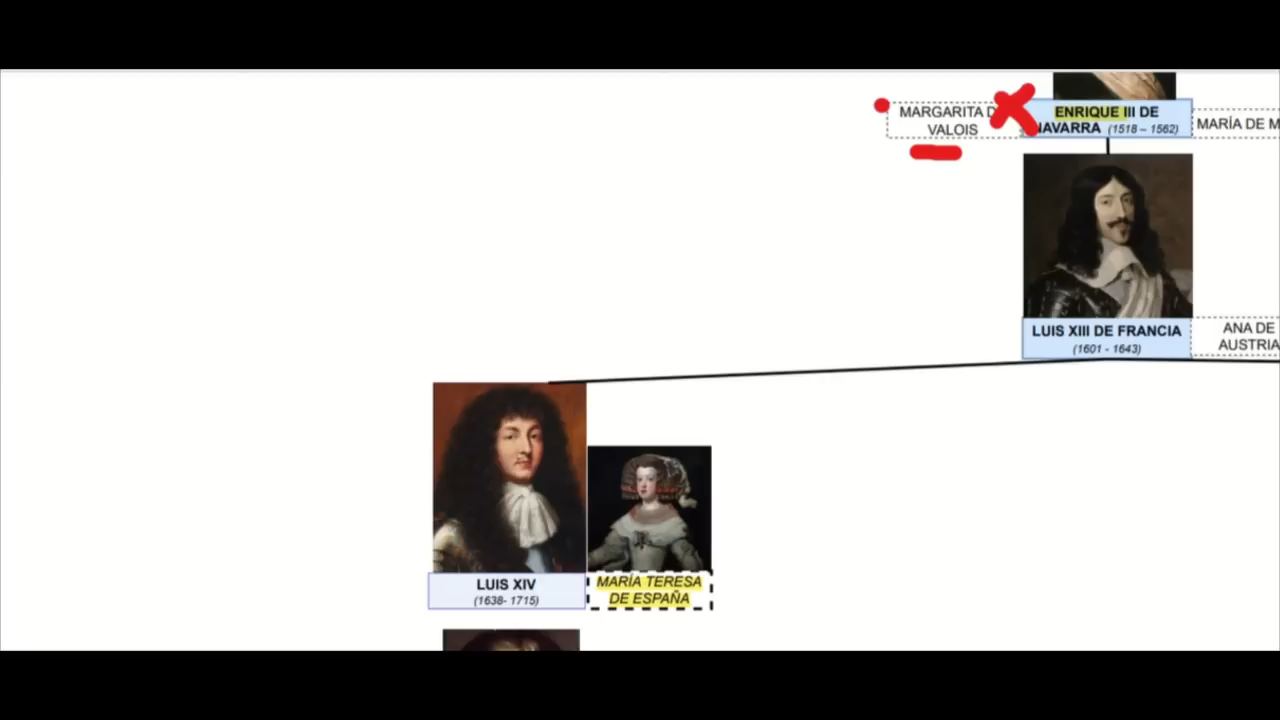 MARGARITA D
VALOIS
ENRIQUE III DE
NAVARRA (1518 – 1562)
MARÍA DE M
LUIS XIII DE FRANCIA
(1601 - 1643)
ANA DE
AUSTRIA
LUIS XIV
(1638- 1715)
MARÍA TERESA
DE ESPAÑA